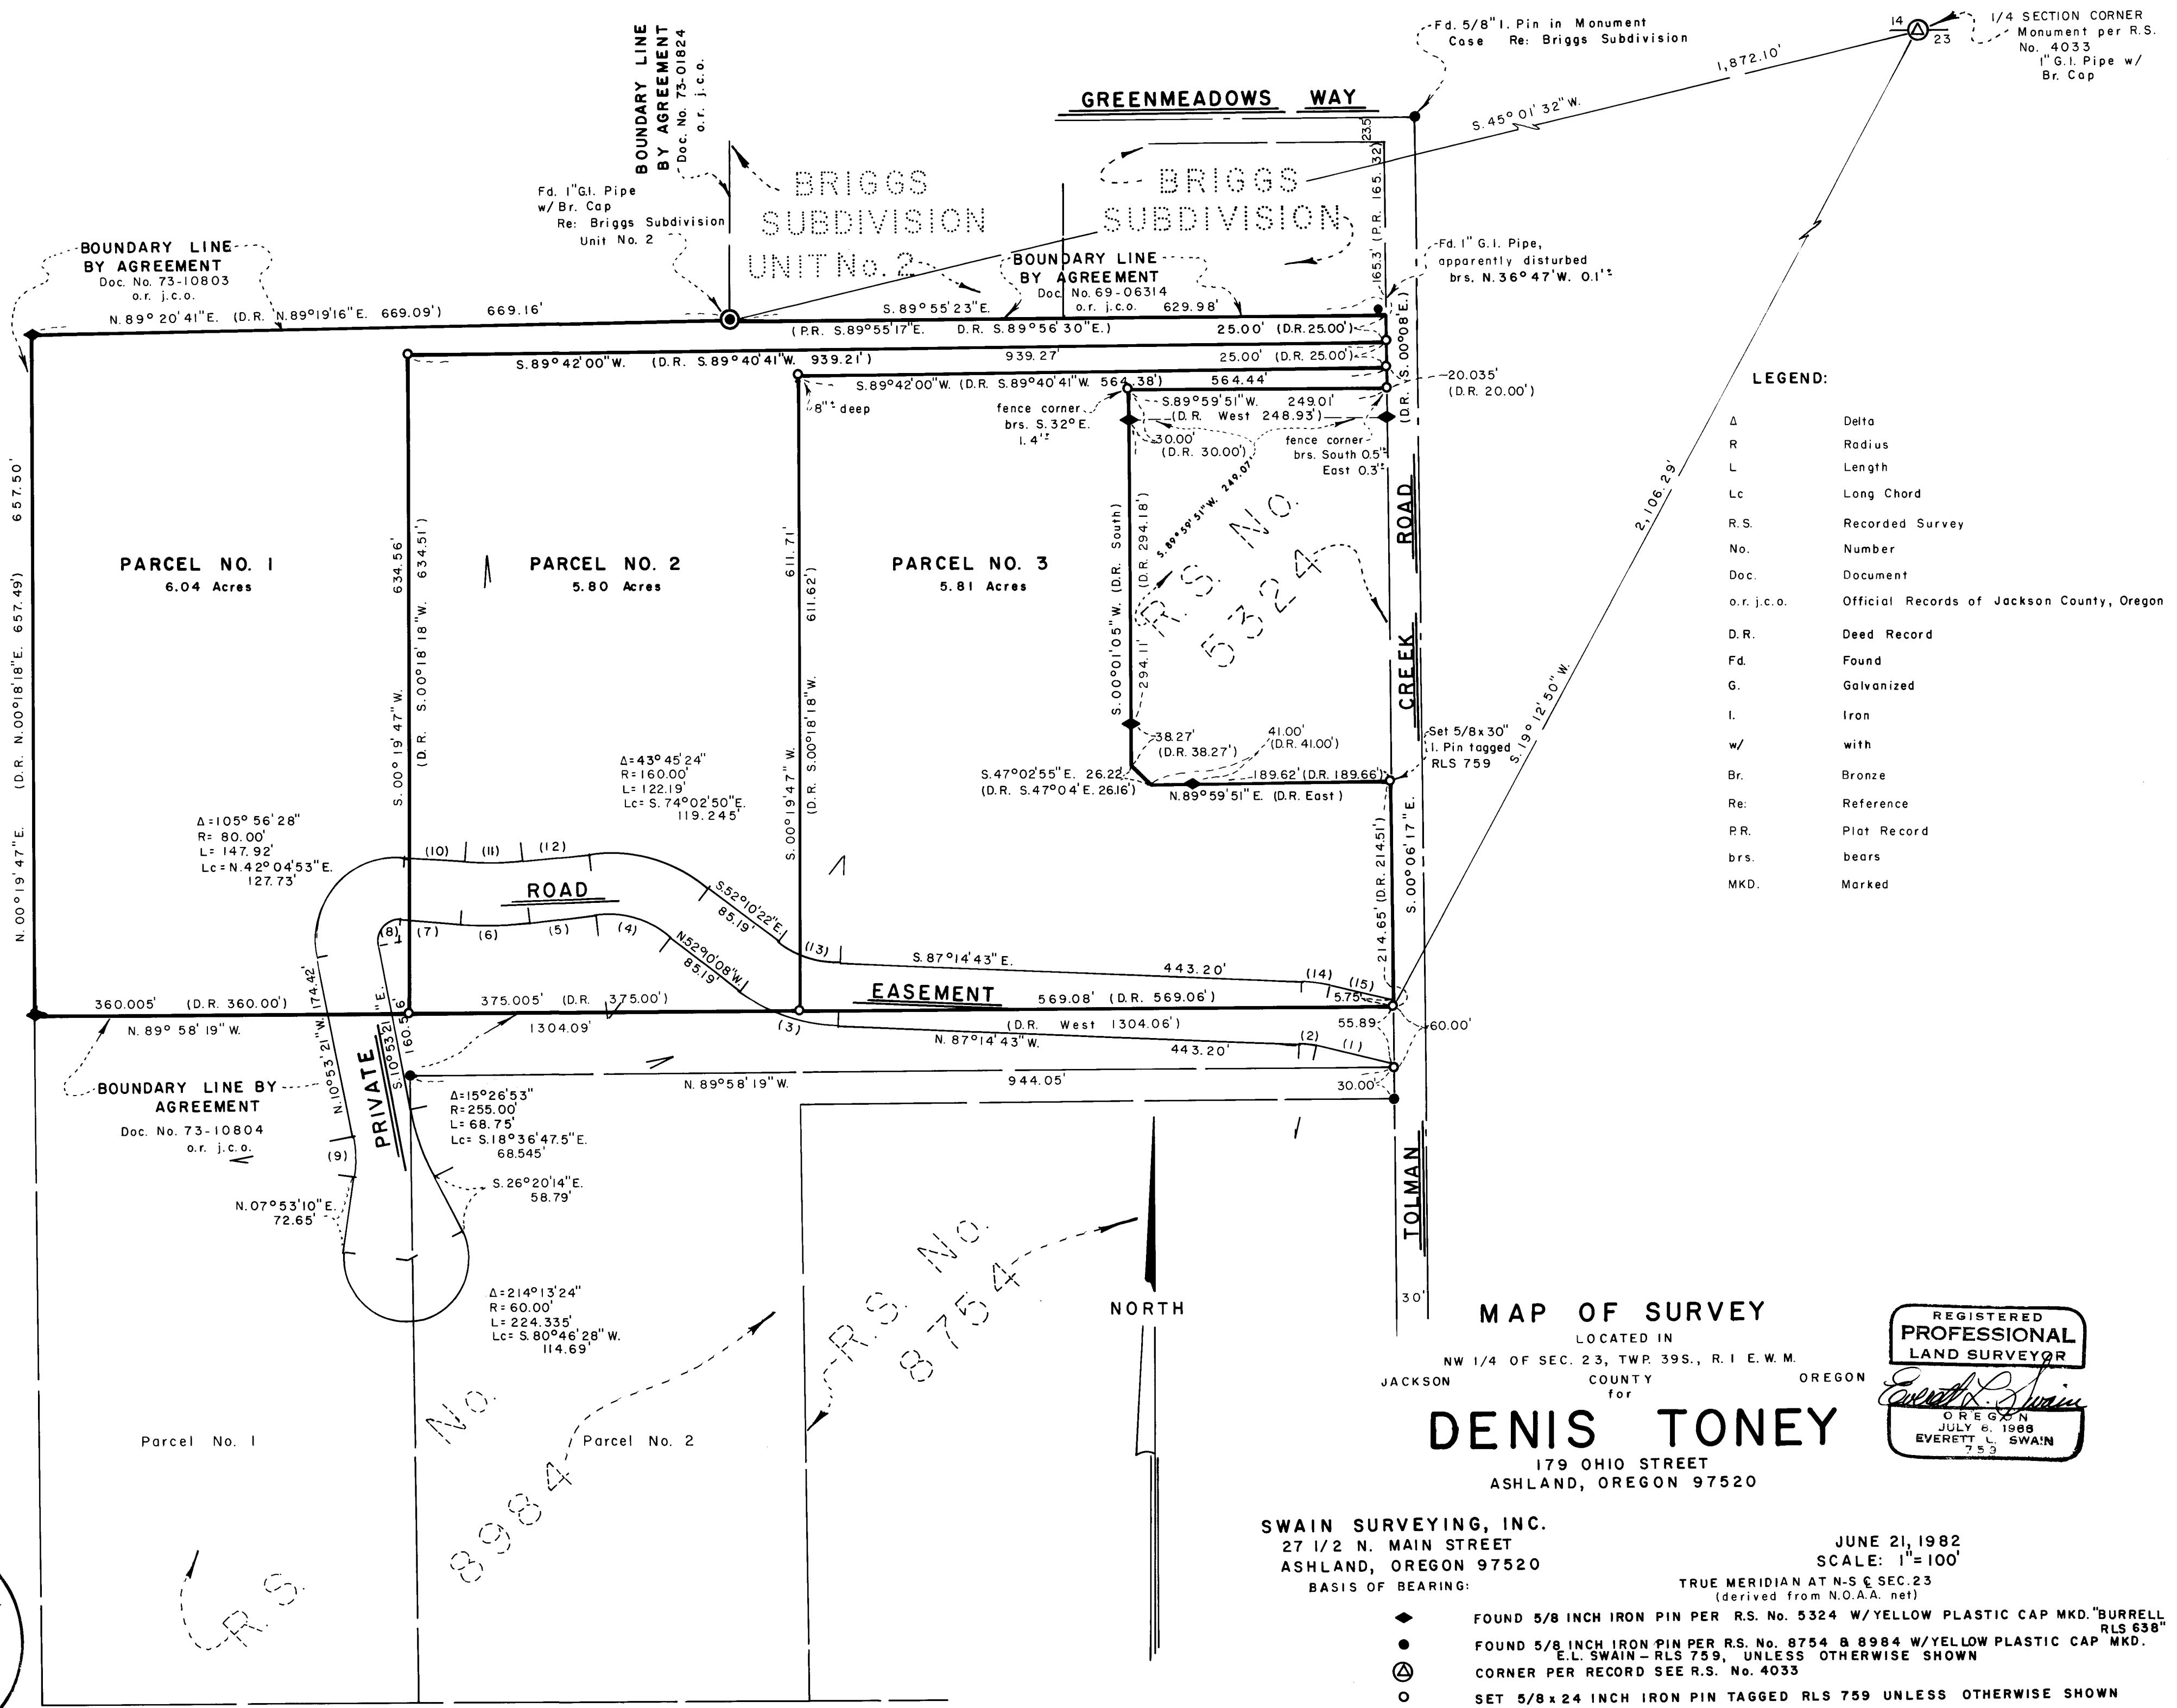 BOUNDARY LINE
BY AGREEMENT
Doc. No. 73-01824
o.r. j.c.o.
Fd. 5/8" I. Pin in Monument
Case Re: Briggs Subdivision
14
23
1/4 SECTION CORNER
Monument per R.S.
No. 4033
1" G.I. Pipe w/
Br. Cap
1,872.10'
S. 45° 01' 32" W.
GREENMEADOWS WAY
23.5
165.3' (P.R. 165.32)
BRIGGS
SUBDIVISION
UNIT No. 2
BRIGGS
SUBDIVISION
Fd. 1" G.I. Pipe
w/ Br. Cap
Re: Briggs Subdivision
Unit No. 2
BOUNDARY LINE
BY AGREEMENT
Doc. No. 73-10803
o.r. j.c.o.
BOUNDARY LINE
BY AGREEMENT
Doc. No. 69-06314
o.r. j.c.o.
Fd. 1" G.I. Pipe,
apparently disturbed
brs. N. 36° 47' W. 0.1'±
N. 89° 20' 41" E. (D.R. N. 89° 19' 16" E. 669.09') 669.16'
S. 89° 55' 23" E. 629.98'
(P.R. S. 89° 55' 17" E. D.R. S. 89° 56' 30" E.) 25.00' (D.R. 25.00')
S. 89° 42' 00" W. (D.R. S. 89° 40' 41" W. 939.21') 939.27' 25.00' (D.R. 25.00')
S. 89° 42' 00" W. (D.R. S. 89° 40' 41" W. 564.38') 564.44'
20.035'
(D.R. 20.00')
(D.R. S. 00° 08' E.)
S. 89° 59' 51" W. 249.01'
(D.R. West 248.93')
8"± deep
fence corner
brs. S. 32° E.
1.4'±
30.00'
(D.R. 30.00')
fence corner
brs. South 0.5'±
East 0.3'±
S. 89° 59' 51" W. 249.07'
R.S. No.
5324
PARCEL NO. 1
6.04 Acres
PARCEL NO. 2
5.80 Acres
PARCEL NO. 3
5.81 Acres
N. 00° 19' 47" E. (D.R. N. 00° 18' 18" E. 657.49') 657.50'
S. 00° 19' 47" W. 634.56'
(D.R. S. 00° 18' 18" W. 634.51')
S. 00° 19' 47" W. 611.71'
(D.R. S. 00° 18' 18" W. 611.62')
S. 00° 01' 05" W. (D.R. South)
294.11' (D.R. 294.18')
38.27'
(D.R. 38.27')
41.00'
(D.R. 41.00')
S. 47° 02' 55" E. 26.22'
(D.R. S. 47° 04' E. 26.16')
189.62' (D.R. 189.66')
N. 89° 59' 51" E. (D.R. East)
Set 5/8 x 30"
I. Pin tagged
RLS 759
214.65' (D.R. 214.51')
S. 00° 06' 17" E.
TOLMAN CREEK ROAD
2,106.29'
S. 19° 12' 50" W.
LEGEND:
Δ Delta
R Radius
L Length
Lc Long Chord
R.S. Recorded Survey
No. Number
Doc. Document
o.r. j.c.o. Official Records of Jackson County, Oregon
D.R. Deed Record
Fd. Found
G. Galvanized
I. Iron
w/ with
Br. Bronze
Re: Reference
P.R. Plat Record
brs. bears
MKD. Marked
Δ=43° 45' 24"
R=160.00'
L=122.19'
Lc= S. 74° 02' 50" E.
119.245'
Δ=105° 56' 28"
R= 80.00'
L= 147.92'
Lc= N. 42° 04' 53" E.
127.73'
(10) (11) (12)
ROAD
(8) (7) (6) (5) (4)
S. 52° 10' 22" E.
85.19'
N. 52° 10' 08" W.
85.19'
(13)
S. 87° 14' 43" E. 443.20' (14) (15)
EASEMENT
569.08' (D.R. 569.06')
5.75'
360.005' (D.R. 360.00')
375.005' (D.R. 375.00')
N. 89° 58' 19" W.
1304.09' (D.R. West 1304.06')
(3)
N. 87° 14' 43" W. 443.20' (2) (1)
55.89
60.00'
N. 89° 58' 19" W. 944.05'
30.00'
N. 10° 53' 21" W. 174.42'
S. 10° 53' 21" E.
PRIVATE
BOUNDARY LINE BY
AGREEMENT
Doc. No. 73-10804
o.r. j.c.o.
Δ=15° 26' 53"
R=255.00'
L= 68.75'
Lc= S. 18° 36' 47.5" E.
68.545'
(9)
N. 07° 53' 10" E.
72.65'
S. 26° 20' 14" E.
58.79'
Δ=214° 13' 24"
R= 60.00'
L= 224.335'
Lc= S. 80° 46' 28" W.
114.69'
R.S. No.
8754
Parcel No. 1
Parcel No. 2
R.S. No.
8984
NORTH
30'
MAP OF SURVEY
LOCATED IN
NW 1/4 OF SEC. 23, TWP. 39S., R. 1 E. W. M.
JACKSON COUNTY OREGON
for
DENIS TONEY
179 OHIO STREET
ASHLAND, OREGON 97520
REGISTERED
PROFESSIONAL
LAND SURVEYOR
Everett L. Swain
OREGON
JULY 8, 1966
EVERETT L. SWAIN
759
SWAIN SURVEYING, INC.
27 1/2 N. MAIN STREET
ASHLAND, OREGON 97520
JUNE 21, 1982
SCALE: 1"=100'
BASIS OF BEARING: TRUE MERIDIAN AT N-S ℄ SEC. 23
(derived from N.O.A.A. net)
FOUND 5/8 INCH IRON PIN PER R.S. No. 5324 W/YELLOW PLASTIC CAP MKD. "BURRELL
RLS 638"
FOUND 5/8 INCH IRON PIN PER R.S. No. 8754 & 8984 W/YELLOW PLASTIC CAP MKD.
E.L. SWAIN – RLS 759, UNLESS OTHERWISE SHOWN
CORNER PER RECORD SEE R.S. No. 4033
SET 5/8 x 24 INCH IRON PIN TAGGED RLS 759 UNLESS OTHERWISE SHOWN